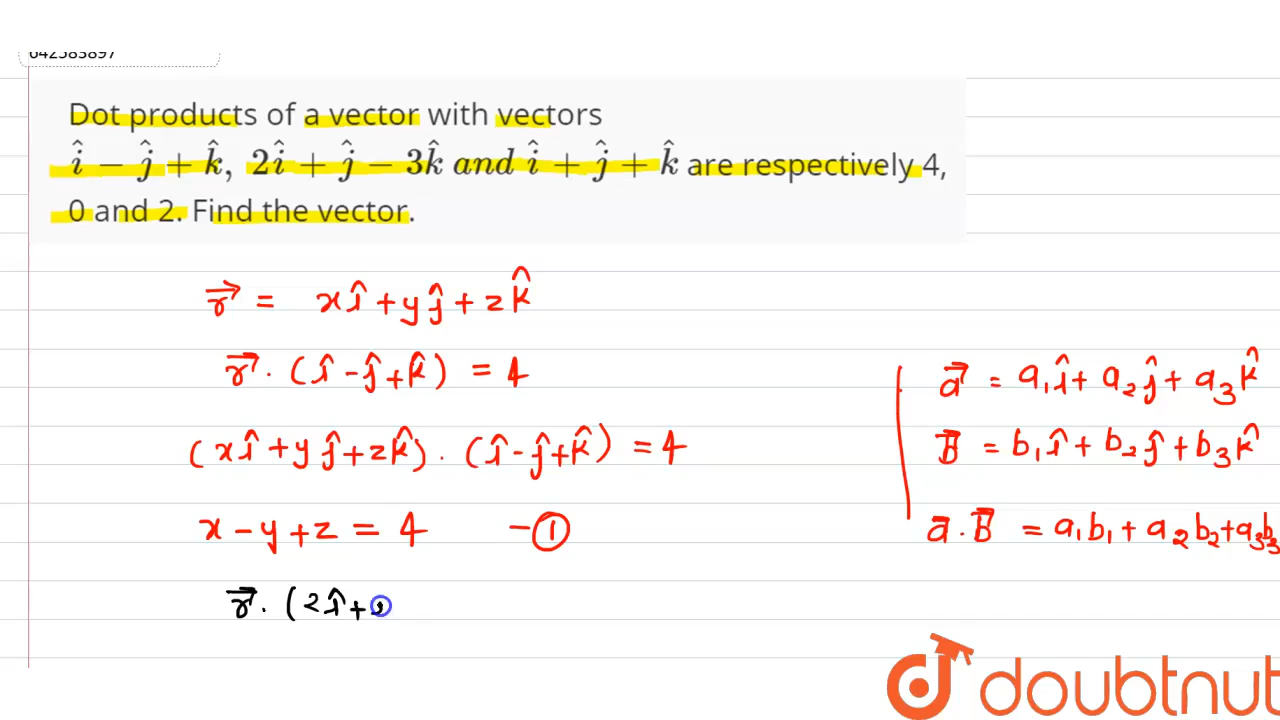 642583897
Dot products of a vector with vectors
î − ĵ + k̂, 2î + ĵ − 3k̂ and î + ĵ + k̂ are respectively 4,
0 and 2. Find the vector.
r⃗ = xî + yĵ + zk̂
r⃗ . (î - ĵ + k̂) = 4
(xî + yĵ + zk̂) . (î - ĵ + k̂) = 4
x - y + z = 4 - ①
r⃗ . (2î +
a⃗ = a₁î + a₂ĵ + a₃k̂
b⃗ = b₁î + b₂ĵ + b₃k̂
a⃗ . b⃗ = a₁b₁ + a₂b₂ + a₃b₃
doubtnut